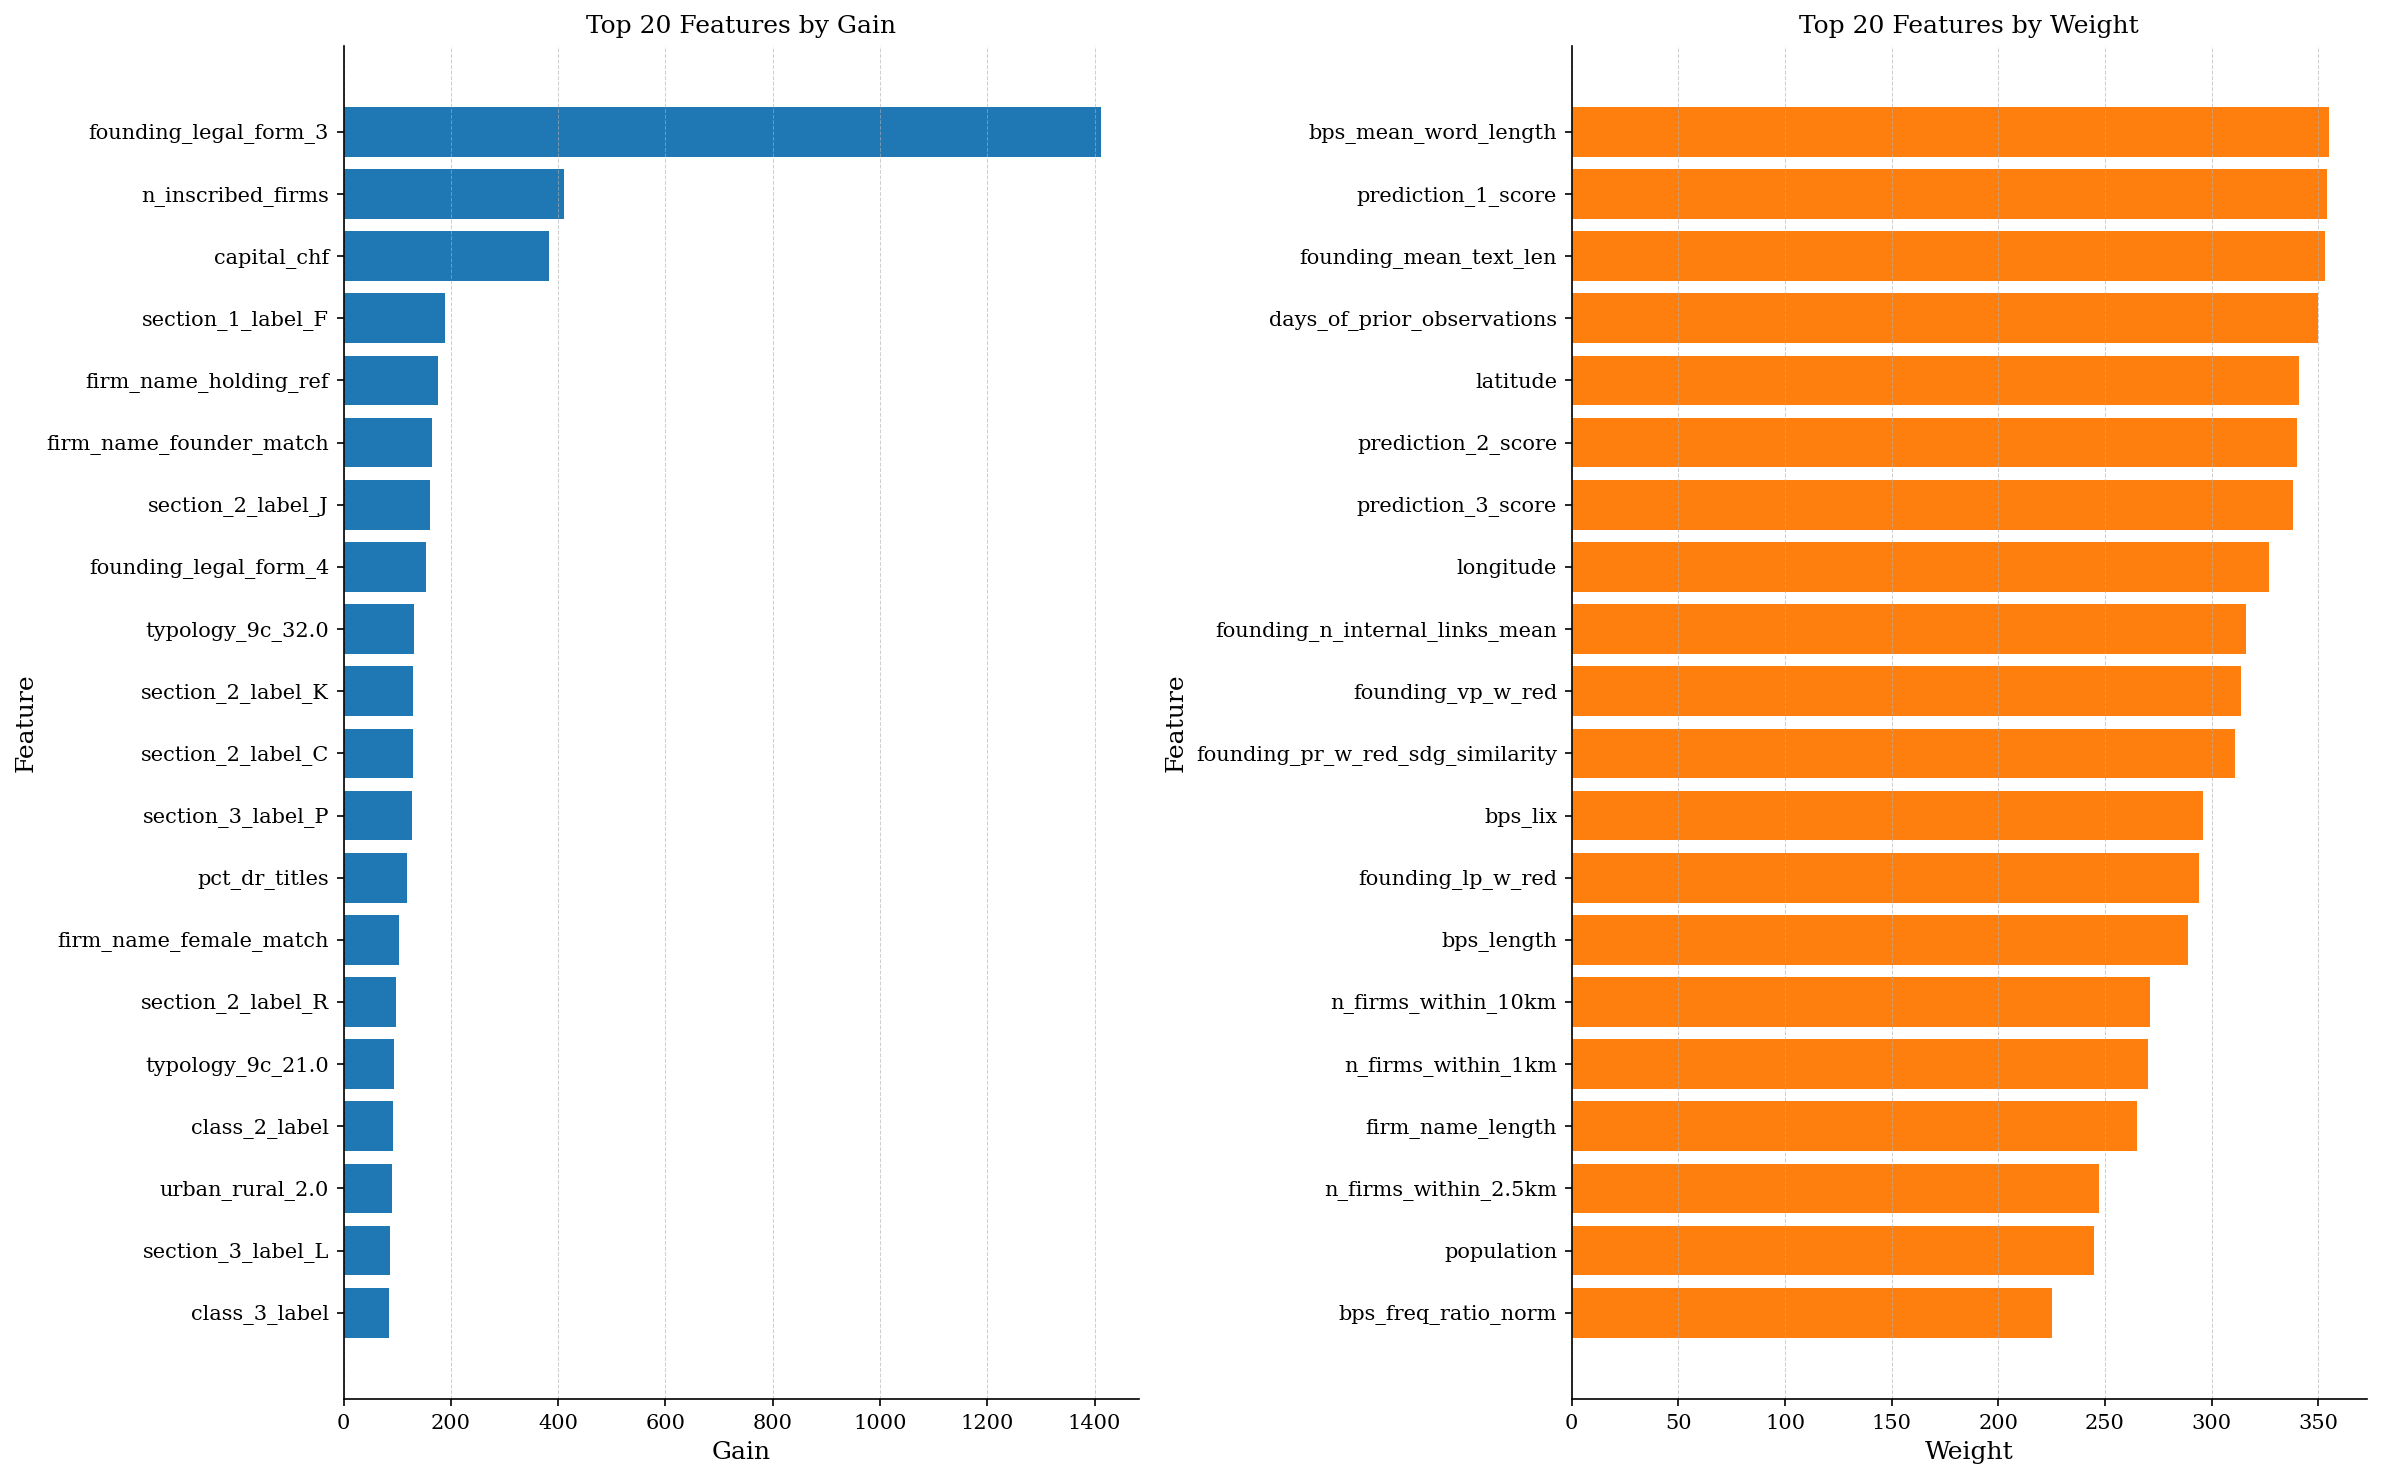 Top 20 Features by Gain
founding_legal_form_3
n_inscribed_firms
capital_chf
section_1_label_F
firm_name_holding_ref
firm_name_founder_match
section_2_label_J
founding_legal_form_4
typology_9c_32.0
section_2_label_K
section_2_label_C
section_3_label_P
pct_dr_titles
firm_name_female_match
section_2_label_R
typology_9c_21.0
class_2_label
urban_rural_2.0
section_3_label_L
class_3_label
Feature
0 200 400 600 800 1000 1200 1400
Gain
Top 20 Features by Weight
bps_mean_word_length
prediction_1_score
founding_mean_text_len
days_of_prior_observations
latitude
prediction_2_score
prediction_3_score
longitude
founding_n_internal_links_mean
founding_vp_w_red
founding_pr_w_red_sdg_similarity
bps_lix
founding_lp_w_red
bps_length
n_firms_within_10km
n_firms_within_1km
firm_name_length
n_firms_within_2.5km
population
bps_freq_ratio_norm
Feature
0 50 100 150 200 250 300 350
Weight